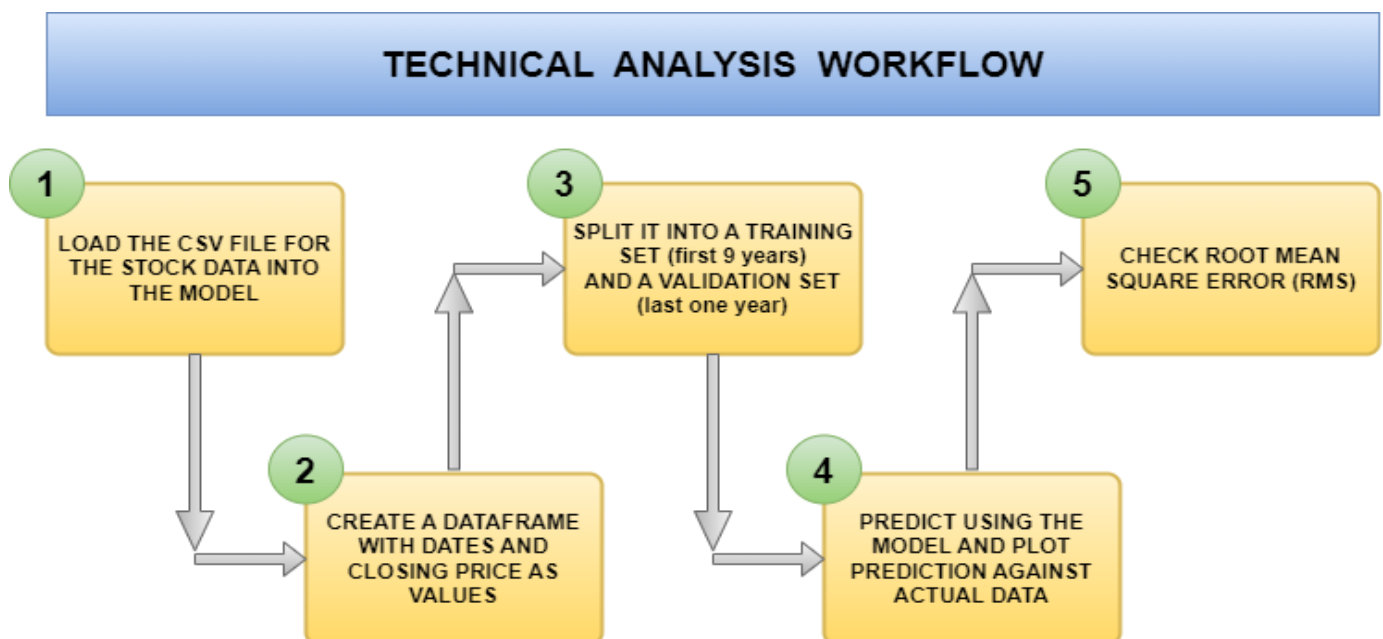 TECHNICAL ANALYSIS WORKFLOW
1
LOAD THE CSV FILE FOR
THE STOCK DATA INTO
THE MODEL
2
CREATE A DATAFRAME
WITH DATES AND
CLOSING PRICE AS
VALUES
3
SPLIT IT INTO A TRAINING
SET (first 9 years)
AND A VALIDATION SET
(last one year)
4
PREDICT USING THE
MODEL AND PLOT
PREDICTION AGAINST
ACTUAL DATA
5
CHECK ROOT MEAN
SQUARE ERROR (RMS)